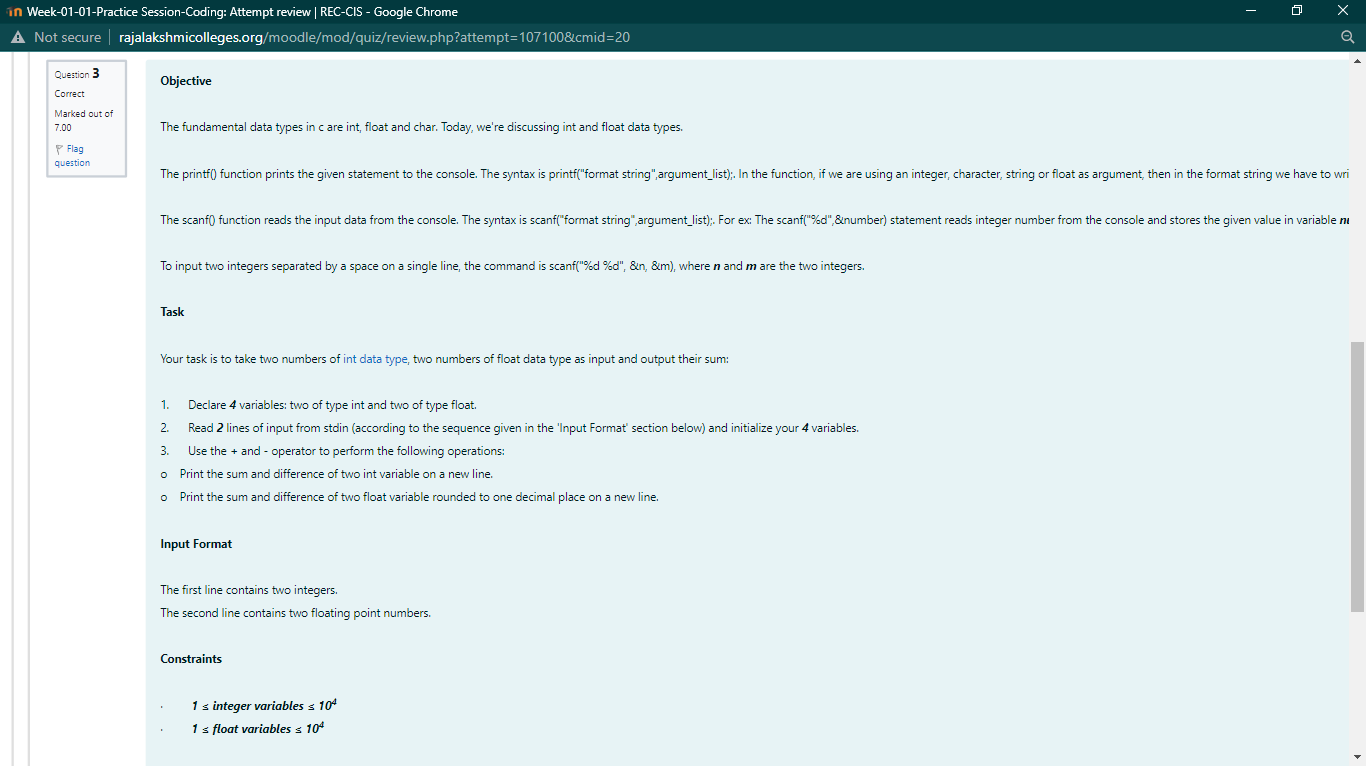 Week-01-01-Practice Session-Coding: Attempt review | REC-CIS - Google Chrome
Not secure | rajalakshmicolleges.org/moodle/mod/quiz/review.php?attempt=107100&cmid=20
Question 3
Correct
Marked out of
7.00
Flag
question
Objective
The fundamental data types in c are int, float and char. Today, we're discussing int and float data types.
The printf() function prints the given statement to the console. The syntax is printf("format string",argument_list);. In the function, if we are using an integer, character, string or float as argument, then in the format string we have to wri
The scanf() function reads the input data from the console. The syntax is scanf("format string",argument_list);. For ex: The scanf("%d",&number) statement reads integer number from the console and stores the given value in variable nu
To input two integers separated by a space on a single line, the command is scanf("%d %d", &n, &m), where n and m are the two integers.
Task
Your task is to take two numbers of int data type, two numbers of float data type as input and output their sum:
1. Declare 4 variables: two of type int and two of type float.
2. Read 2 lines of input from stdin (according to the sequence given in the 'Input Format' section below) and initialize your 4 variables.
3. Use the + and - operator to perform the following operations:
o Print the sum and difference of two int variable on a new line.
o Print the sum and difference of two float variable rounded to one decimal place on a new line.
Input Format
The first line contains two integers.
The second line contains two floating point numbers.
Constraints
· 1 ≤ integer variables ≤ 10⁴
· 1 ≤ float variables ≤ 10⁴